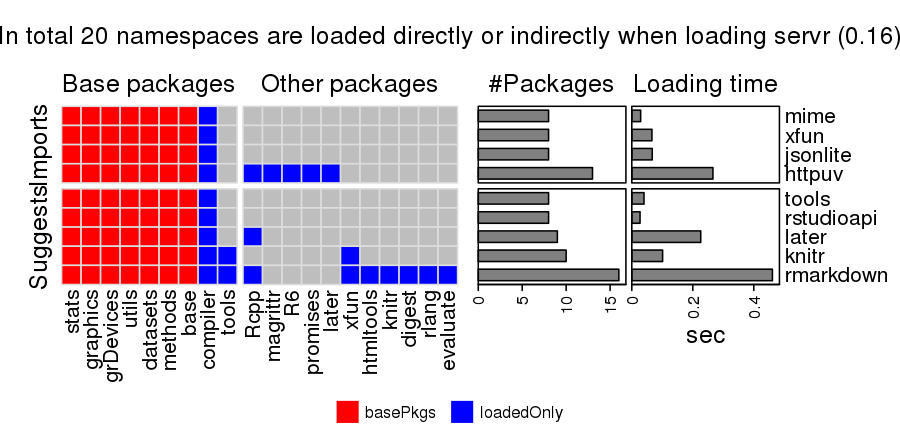 In total 20 namespaces are loaded directly or indirectly when loading servr (0.16)
Base packages
Other packages
#Packages
Loading time
Imports
Suggests
mime
xfun
jsonlite
httpuv
tools
rstudioapi
later
knitr
rmarkdown
stats
graphics
grDevices
utils
datasets
methods
base
compiler
tools
Rcpp
magrittr
R6
promises
later
xfun
htmltools
knitr
digest
rlang
evaluate
0
5
10
15
0
0.2
0.4
sec
basePkgs
loadedOnly